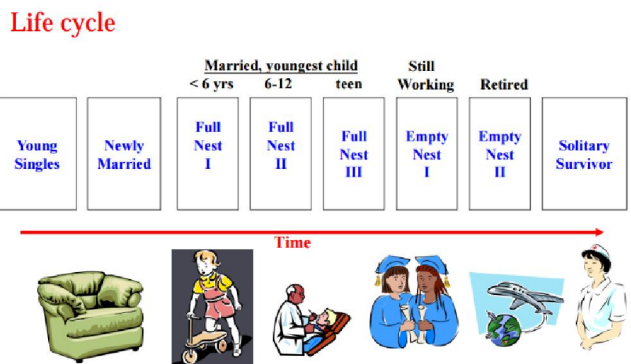 Life cycle
Married, youngest child
< 6 yrs
6-12
teen
Still
Working
Retired
Young
Singles
Newly
Married
Full
Nest
I
Full
Nest
II
Full
Nest
III
Empty
Nest
I
Empty
Nest
II
Solitary
Survivor
Time